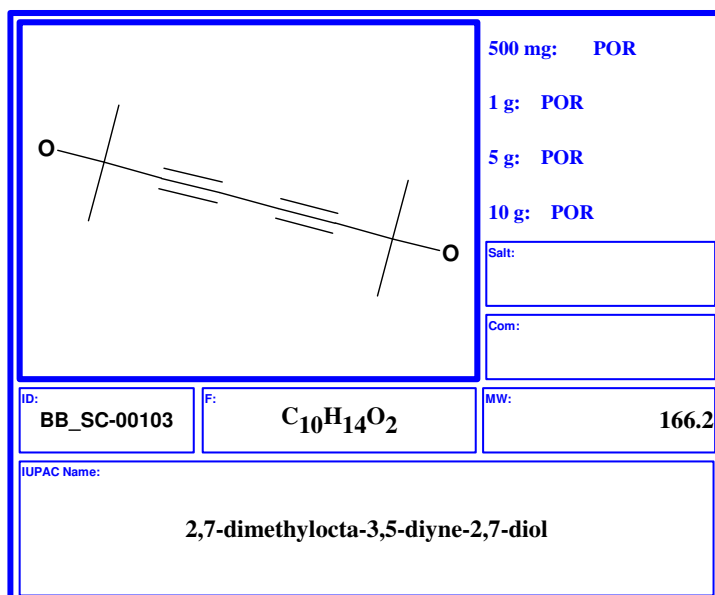 500 mg: POR
1 g: POR
5 g: POR
10 g: POR
O
O
Salt:
Com:
ID:
BB_SC-00103
F:
C10H14O2
MW:
166.2
IUPAC Name:
2,7-dimethylocta-3,5-diyne-2,7-diol